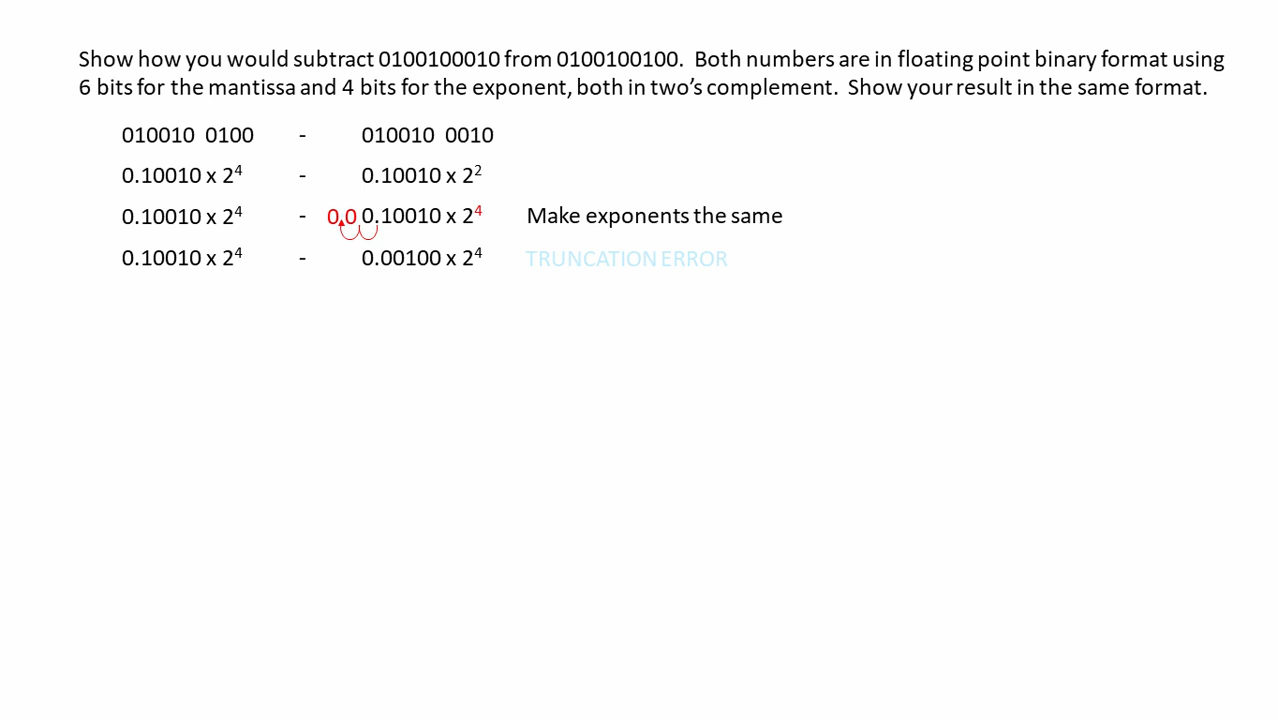 Show how you would subtract 0100100010 from 0100100100.  Both numbers are in floating point binary format using
6 bits for the mantissa and 4 bits for the exponent, both in two’s complement.  Show your result in the same format.
010010 0100 - 010010 0010
0.10010 x 2⁴ - 0.10010 x 2²
0.10010 x 2⁴ - 0.0 0.10010 x 2⁴ Make exponents the same
0.10010 x 2⁴ - 0.00100 x 2⁴ TRUNCATION ERROR